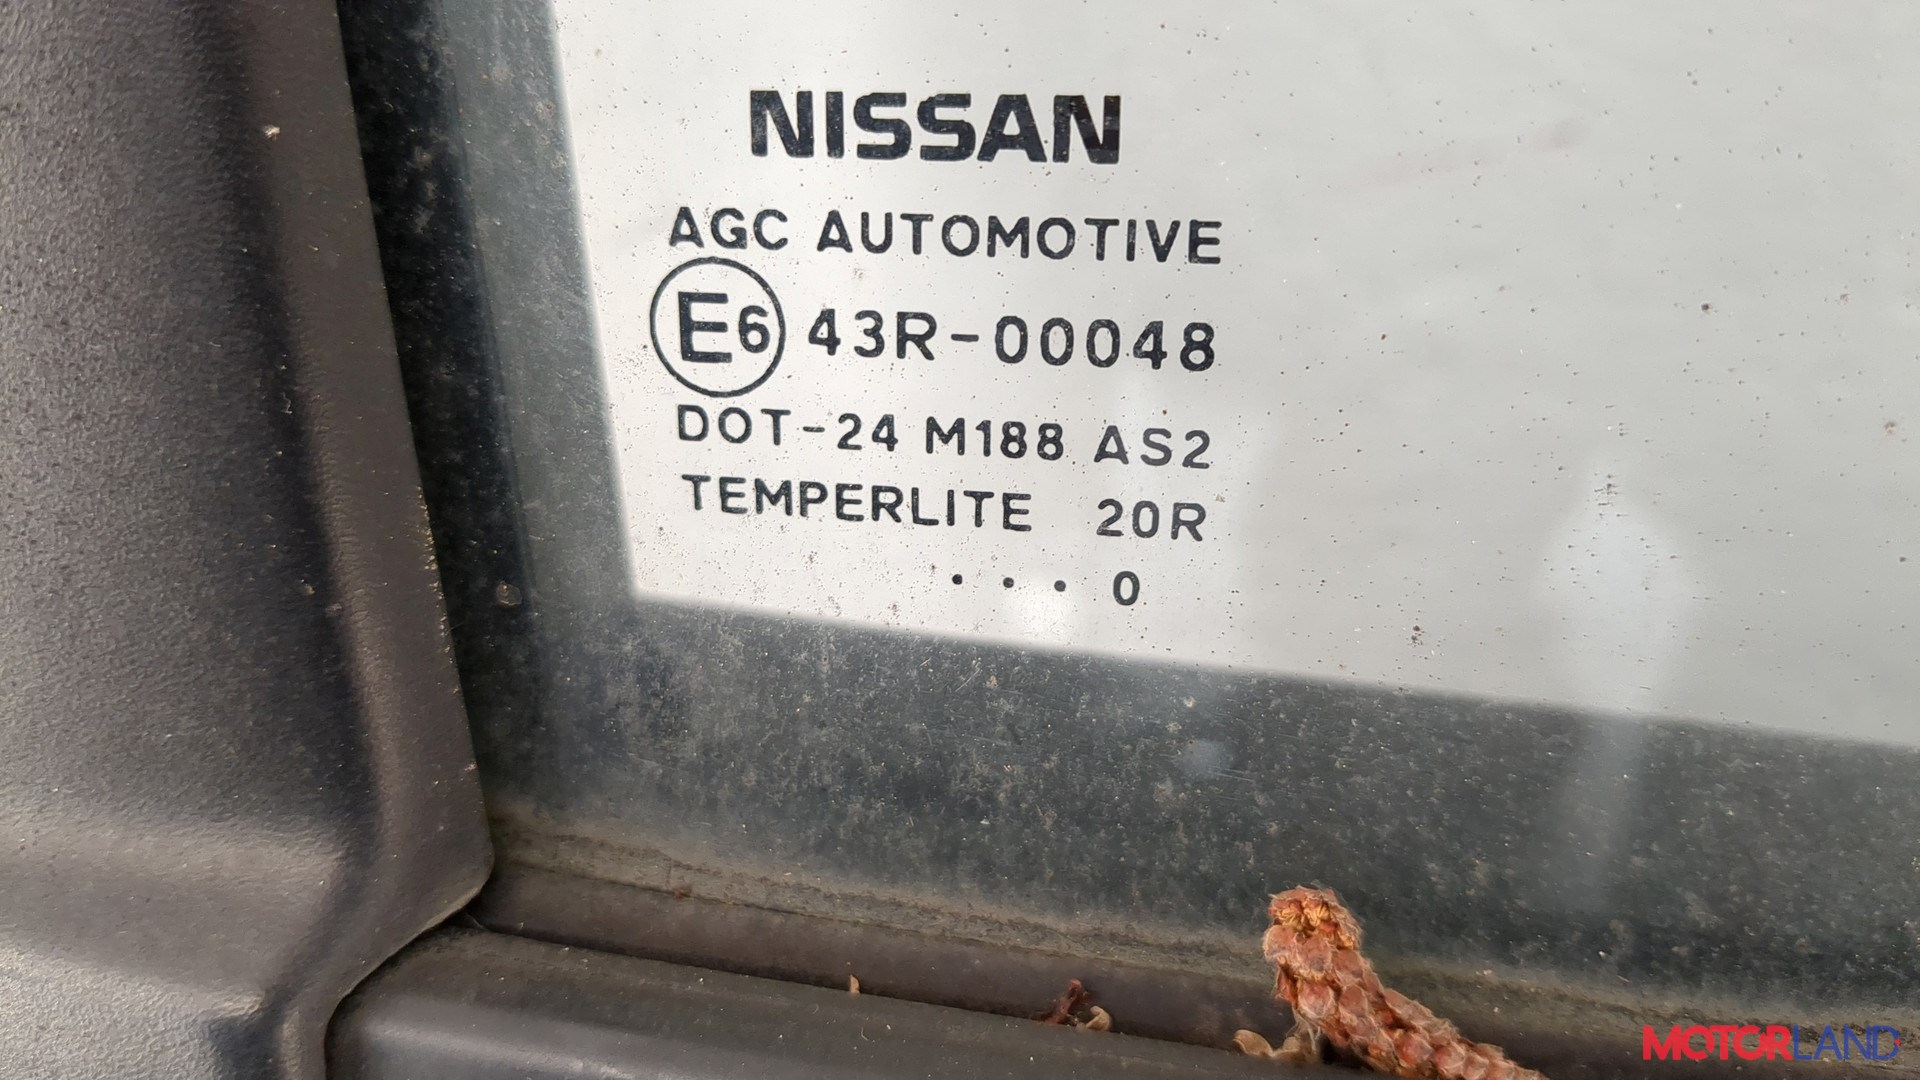 NISSAN
AGC AUTOMOTIVE
E6 43R-00048
DOT-24 M188 AS2
TEMPERLITE 20R
. . . 0
MOTORLAND